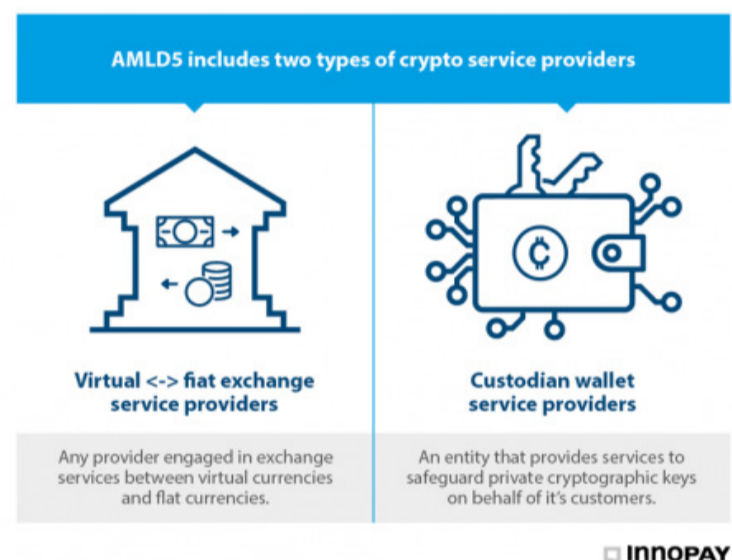 AMLD5 includes two types of crypto service providers
Virtual <-> fiat exchange
service providers
Any provider engaged in exchange
services between virtual currencies
and flat currencies.
Custodian wallet
service providers
An entity that provides services to
safeguard private cryptographic keys
on behalf of it's customers.
INNOPAY